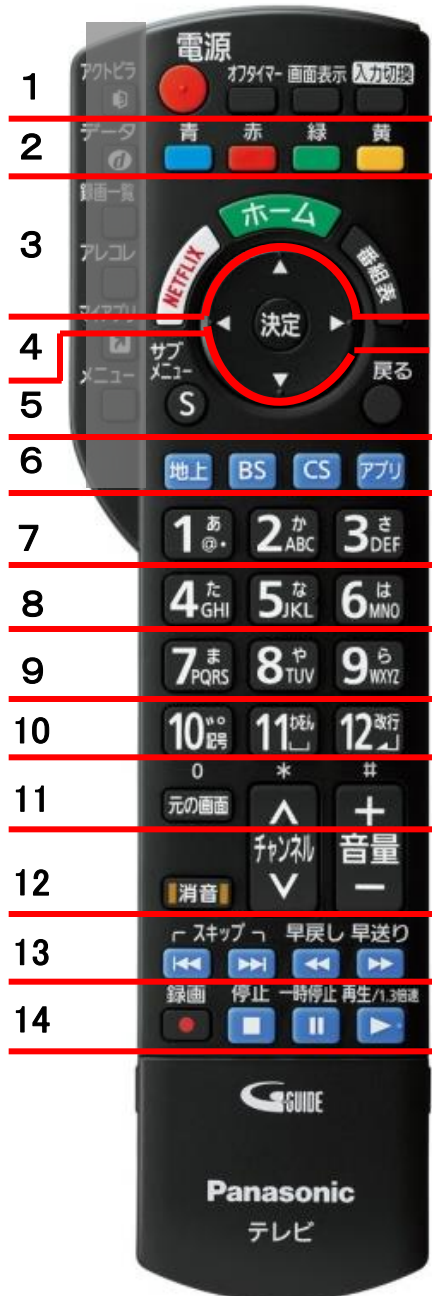 電源
アクトビラ
オフタイマー 画面表示 入力切換
1
データ
青 赤 緑 黄
2
d
録画一覧
ホーム
3
NETFLIX
番組表
アレコレ
マイアプリ
決定
4
サブ
メニュー
戻る
メニュー
5
S
6
地上 BS CS アプリ
7
1 あ @. 2 か ABC 3 さ DEF
8
4 た GHI 5 な JKL 6 は MNO
9
7 ま PQRS 8 や TUV 9 ら WXYZ
10
10 ゛゜ 記号 11 わをん 12 改行
0 * #
11
元の画面
+
チャンネル 音量
12
消音
−
スキップ 早戻し 早送り
13
録画 停止 一時停止 再生/1.3倍速
14
G-GUIDE
Panasonic
テレビ